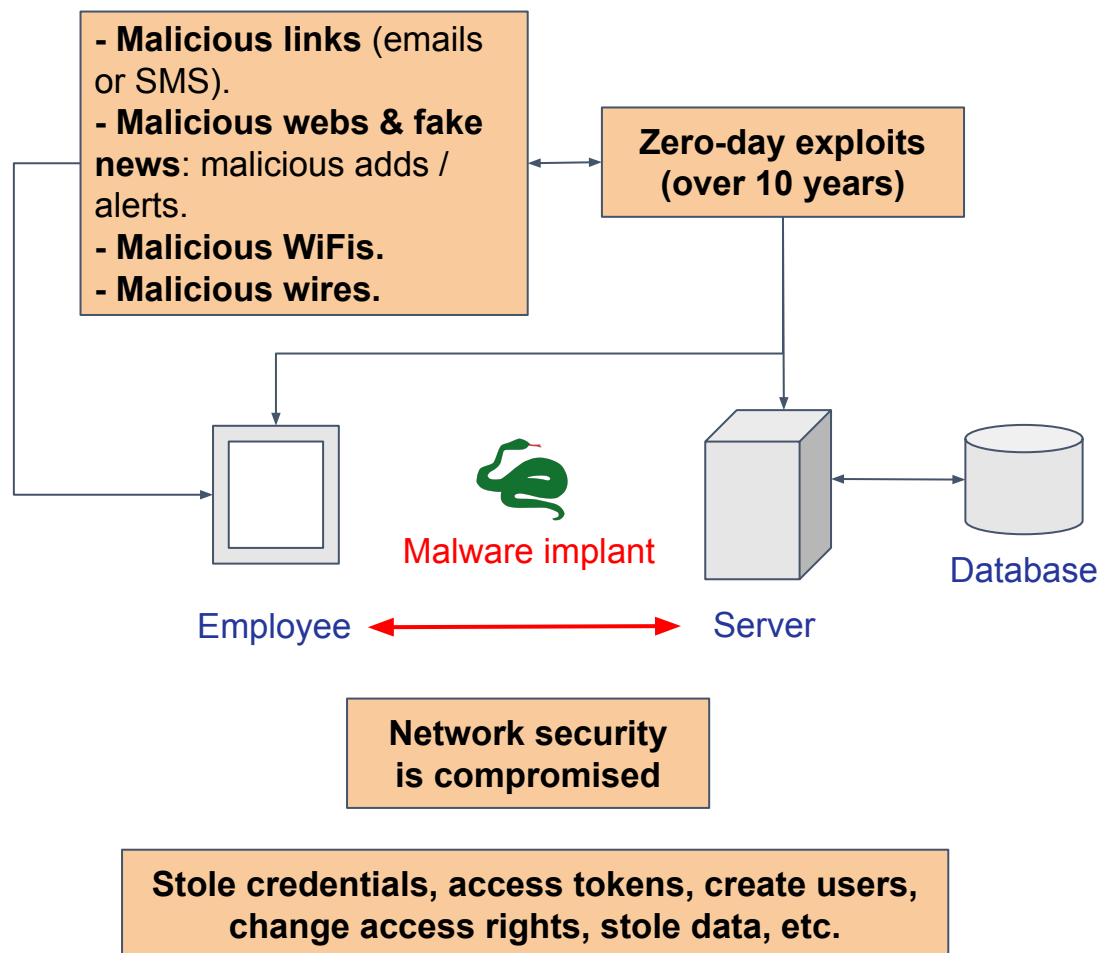 - Malicious links (emails
or SMS).
- Malicious webs & fake
news: malicious adds /
alerts.
- Malicious WiFis.
- Malicious wires.
Zero-day exploits
(over 10 years)
Malware implant
Employee
Server
Database
Network security
is compromised
Stole credentials, access tokens, create users,
change access rights, stole data, etc.